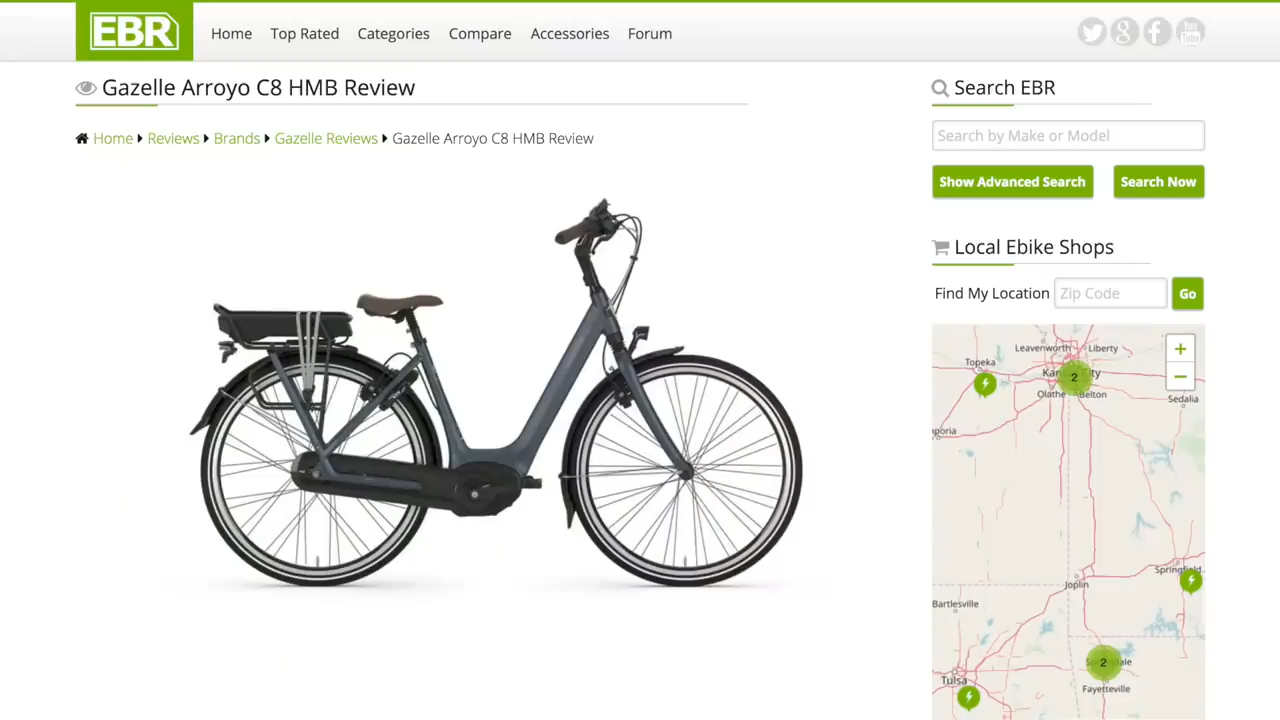 EBR
Home
Top Rated
Categories
Compare
Accessories
Forum
You Tube
Gazelle Arroyo C8 HMB Review
Home Reviews Brands Gazelle Reviews Gazelle Arroyo C8 HMB Review
Search EBR
Search by Make or Model
Show Advanced Search
Search Now
Local Ebike Shops
Find My Location
Zip Code
Go
+
−
Leavenworth
Liberty
Topeka
2
Olathe
Belton
Sedalia
Joplin
Bartlesville
2
Tulsa
Fayetteville